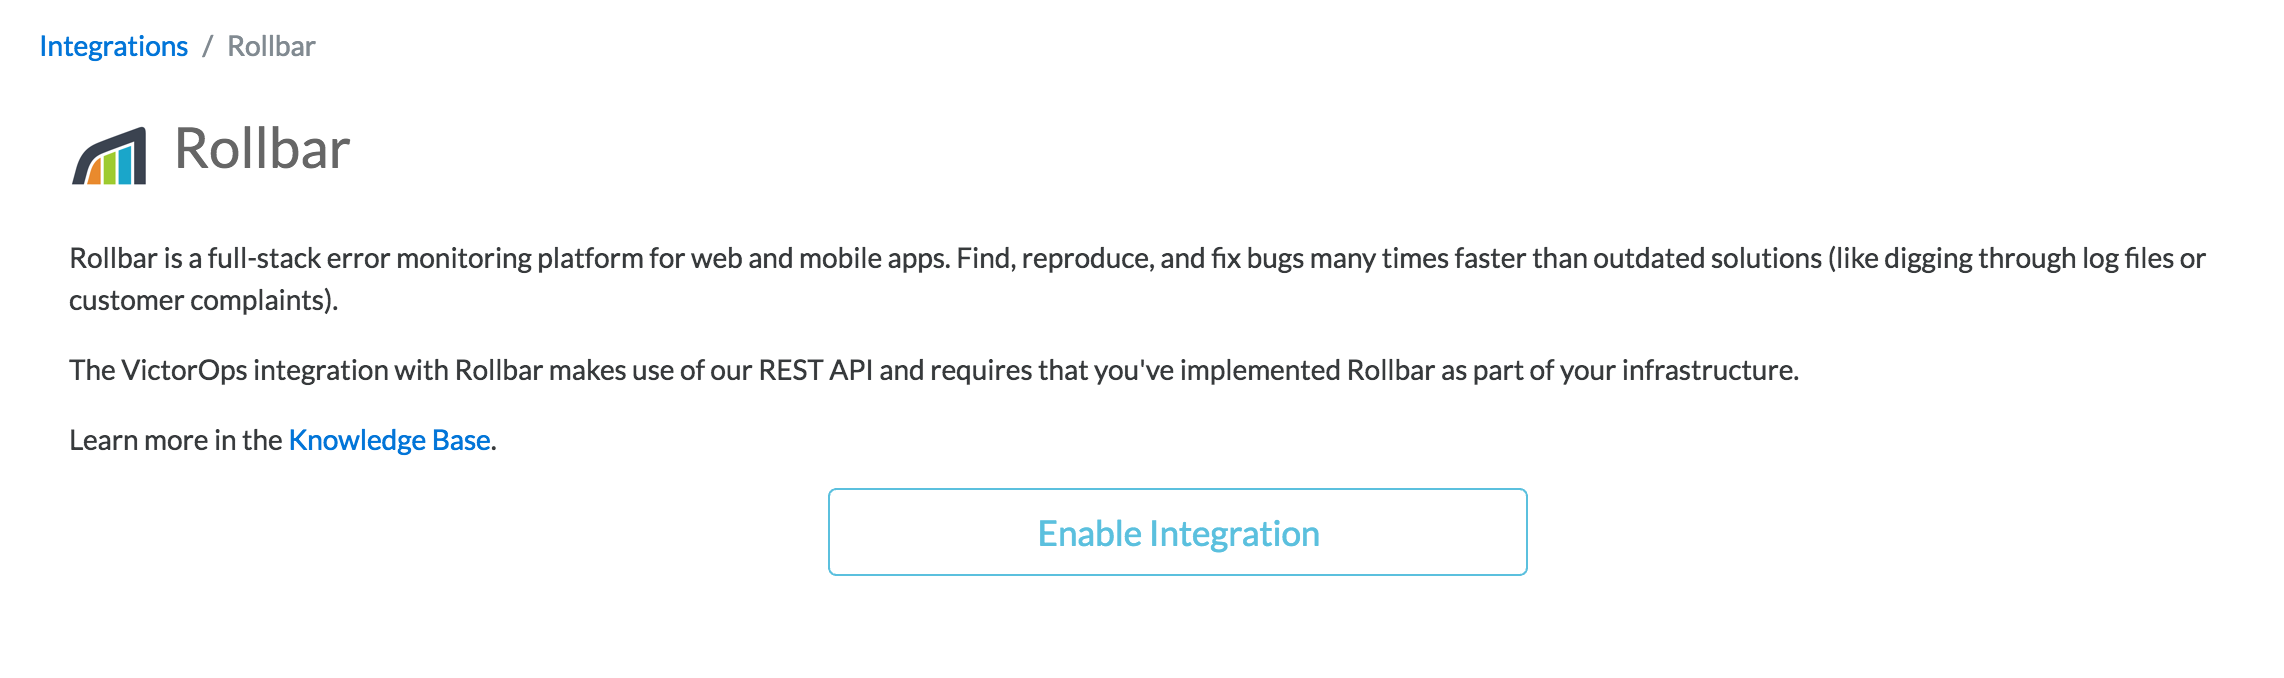 Integrations / Rollbar
Rollbar
Rollbar is a full-stack error monitoring platform for web and mobile apps. Find, reproduce, and fix bugs many times faster than outdated solutions (like digging through log files or
customer complaints).
The VictorOps integration with Rollbar makes use of our REST API and requires that you've implemented Rollbar as part of your infrastructure.
Learn more in the Knowledge Base.
Enable Integration